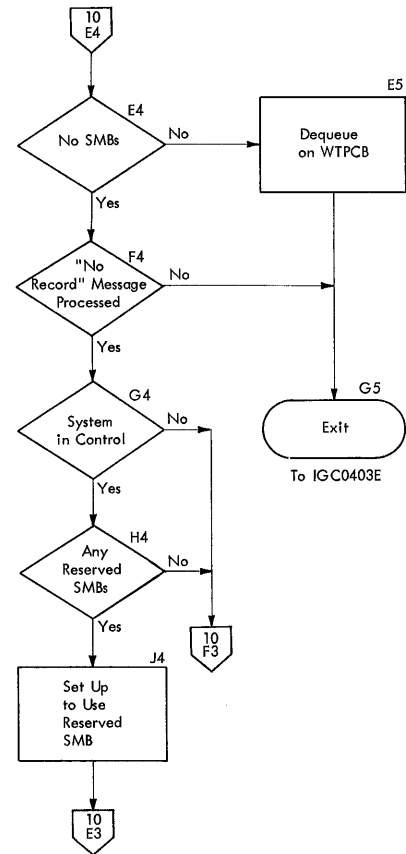 10
E4
E4
No SMBs
No
Yes
E5
Dequeue
on WTPCB
F4
"No
Record" Message
Processed
No
Yes
G4
System
in Control
No
Yes
G5
Exit
To IGC0403E
H4
Any
Reserved
SMBs
No
Yes
10
F3
J4
Set Up
to Use
Reserved
SMB
10
E3